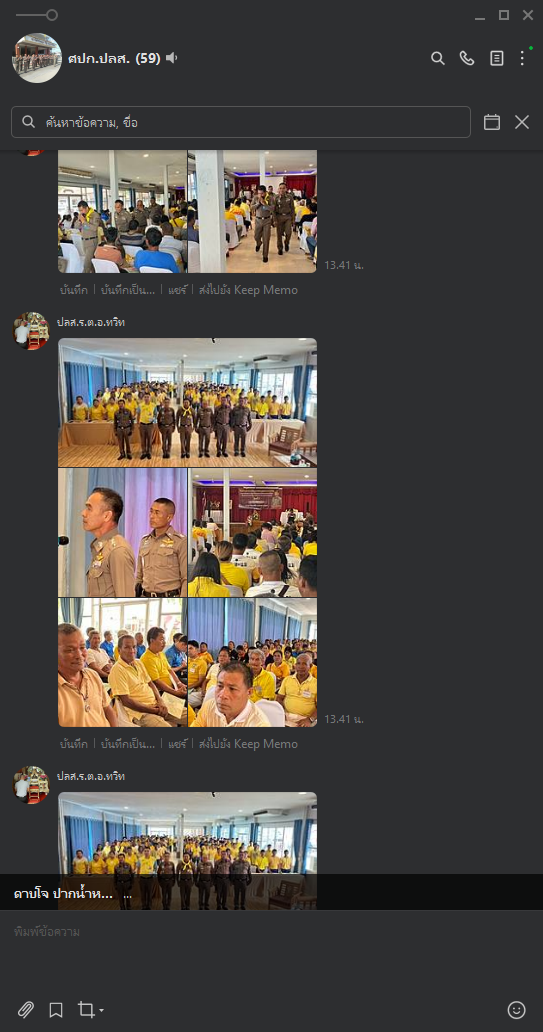 ศปก.ปลส. (59)
ค้นหาข้อความ, ชื่อ
13.41 น.
บันทึก | บันทึกเป็น... | แชร์ | ส่งไปยัง Keep Memo
ปลส.ร.ต.อ.ทวิท
13.41 น.
บันทึก | บันทึกเป็น... | แชร์ | ส่งไปยัง Keep Memo
ปลส.ร.ต.อ.ทวิท
ดาบโจ ปากน้ำห... ...
พิมพ์ข้อความ